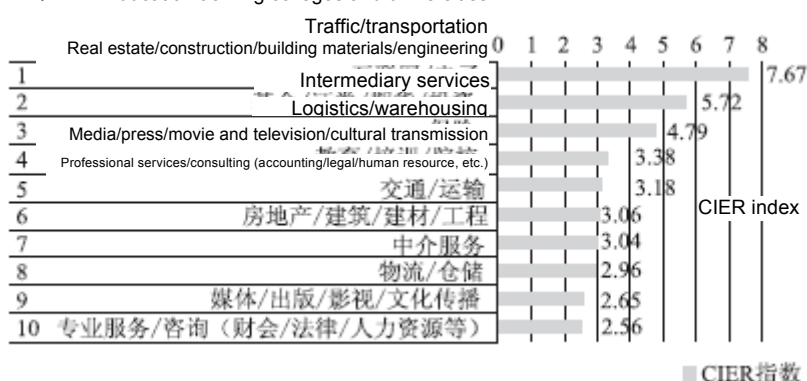 Traffic/transportation
Real estate/construction/building materials/engineering 0 1 2 3 4 5 6 7 8
1 Intermediary services 7.67
2 Logistics/warehousing 5.72
3 Media/press/movie and television/cultural transmission 4.79
4 Professional services/consulting (accounting/legal/human resource, etc.) 3.38
5 交通/运输 3.18
CIER index
6 房地产/建筑/建材/工程 3.06
7 中介服务 3.04
8 物流/仓储 2.96
9 媒体/出版/影视/文化传播 2.65
10 专业服务/咨询（财会/法律/人力资源等） 2.56
CIER指数